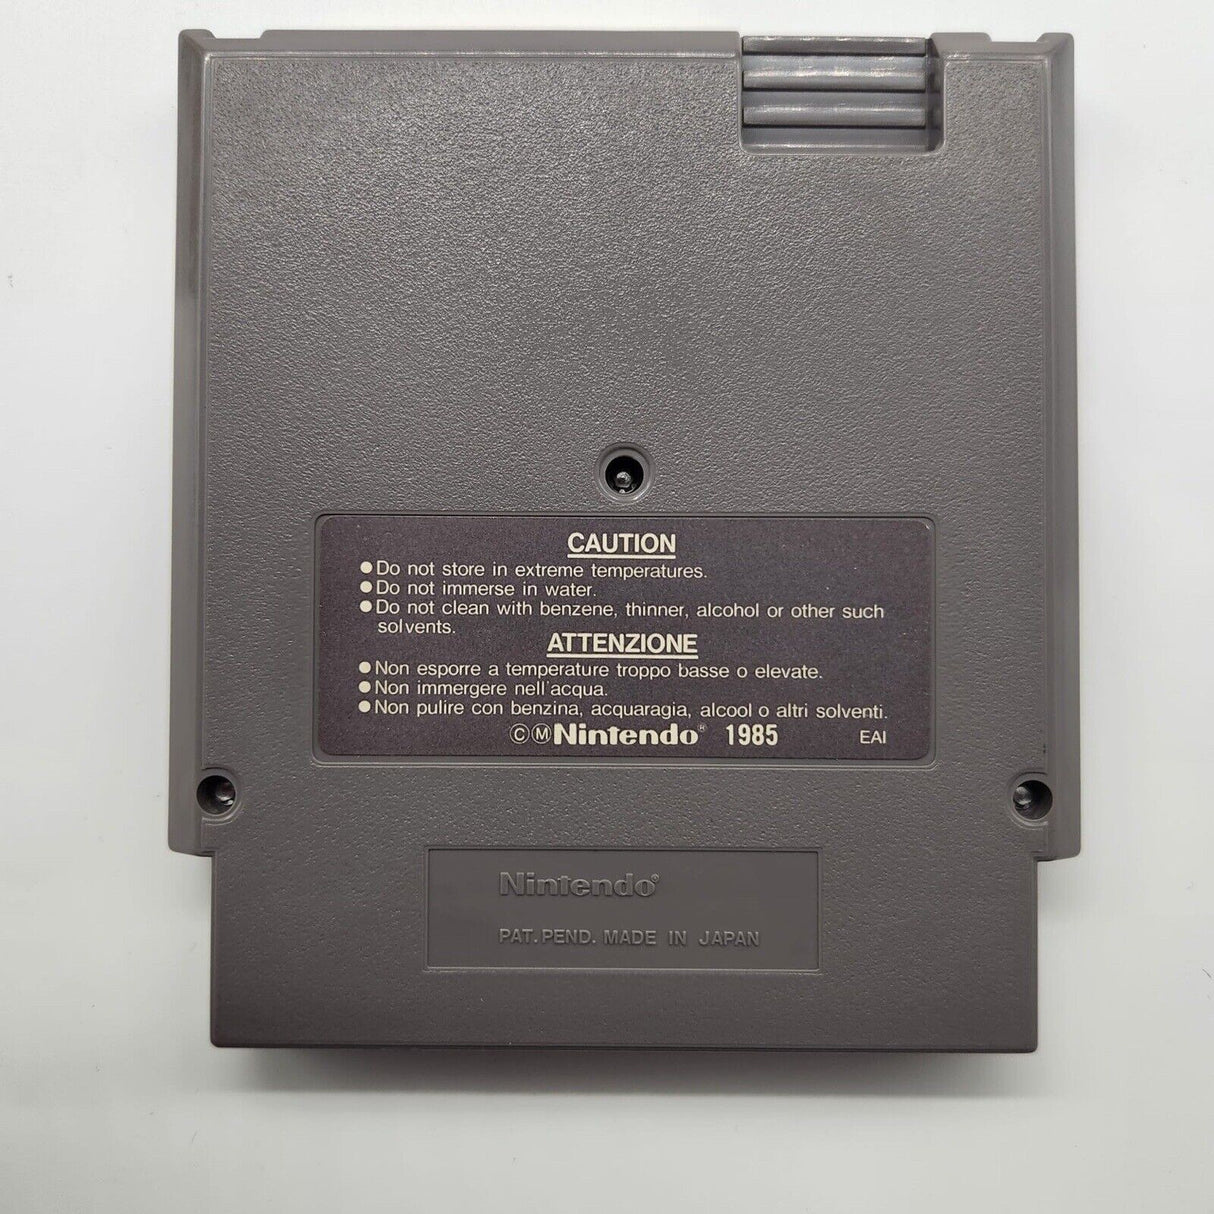 CAUTION
●Do not store in extreme temperatures.
●Do not immerse in water.
●Do not clean with benzene, thinner, alcohol or other such
solvents.
ATTENZIONE
●Non esporre a temperature troppo basse o elevate.
●Non immergere nell'acqua.
●Non pulire con benzina, acquaragia, alcool o altri solventi.
©ⓂNintendo® 1985 EAI
Nintendo®
PAT. PEND. MADE IN JAPAN